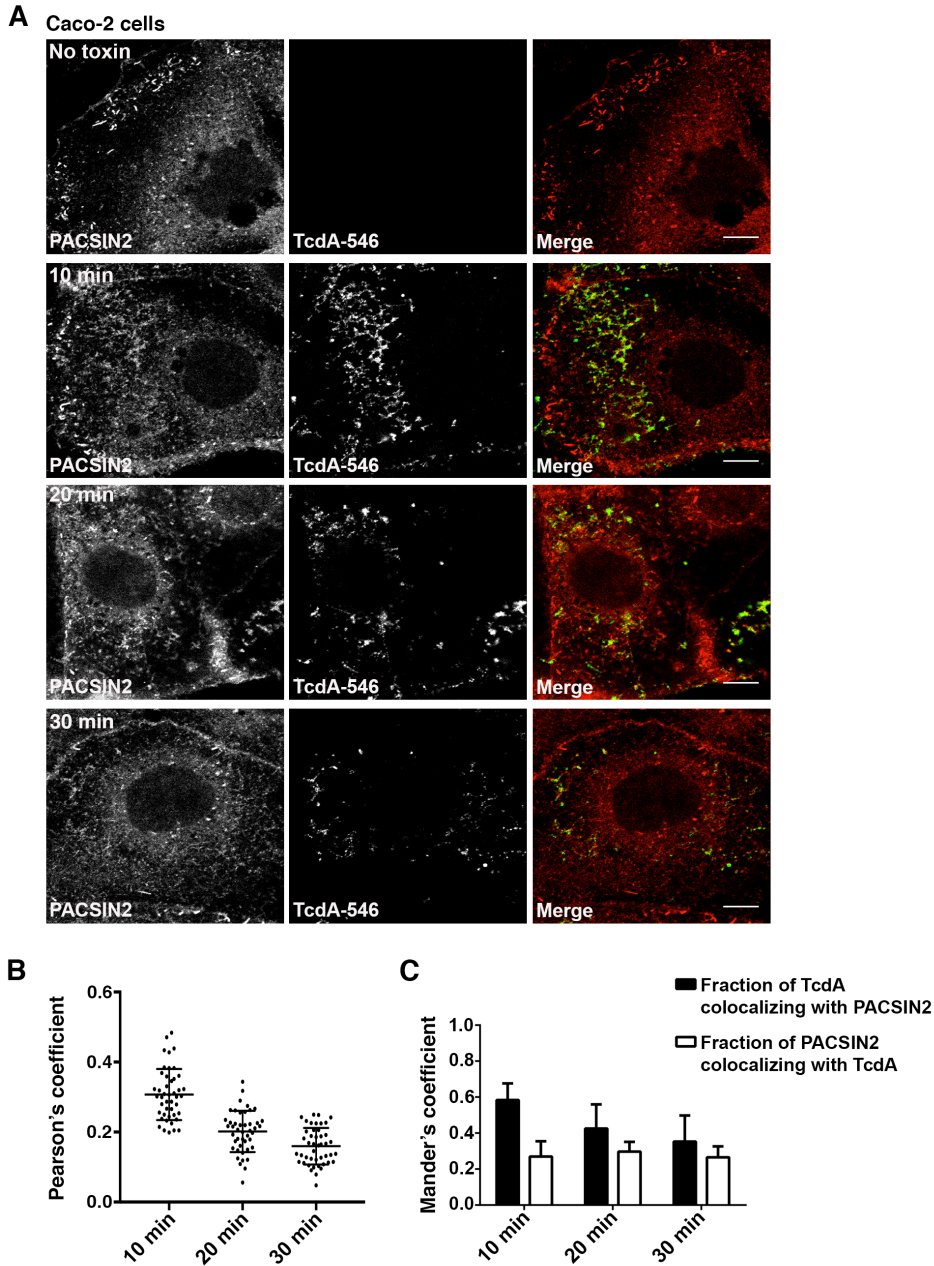 A
Caco-2 cells
No toxin
PACSIN2
TcdA-546
Merge
10 min
PACSIN2
TcdA-546
Merge
20 min
PACSIN2
TcdA-546
Merge
30 min
PACSIN2
TcdA-546
Merge
B
Pearson's coefficient
0.6
0.4
0.2
0.0
10 min
20 min
30 min
C
Fraction of TcdA
colocalizing with PACSIN2
Fraction of PACSIN2
colocalizing with TcdA
Mander's coefficient
1.0
0.8
0.6
0.4
0.2
0.0
10 min
20 min
30 min